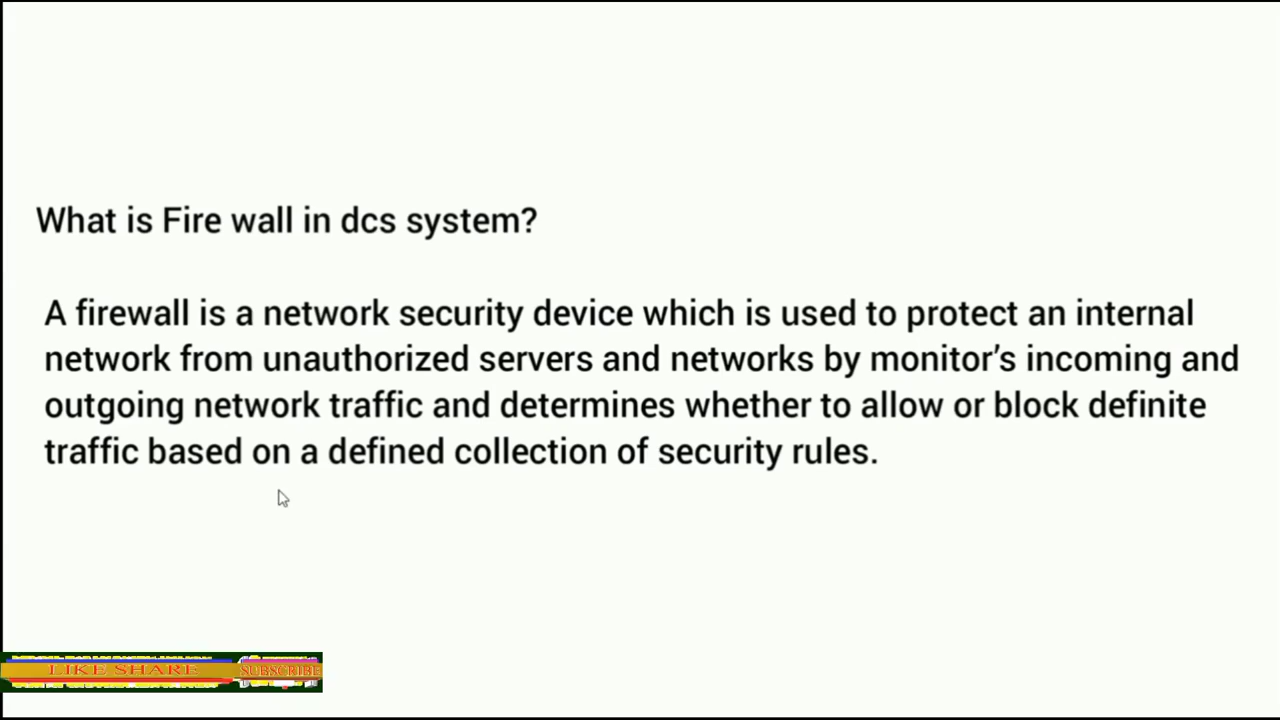 What is Fire wall in dcs system?
A firewall is a network security device which is used to protect an internal
network from unauthorized servers and networks by monitor’s incoming and
outgoing network traffic and determines whether to allow or block definite
traffic based on a defined collection of security rules.
LIKE SHARE SUBSCRIBE